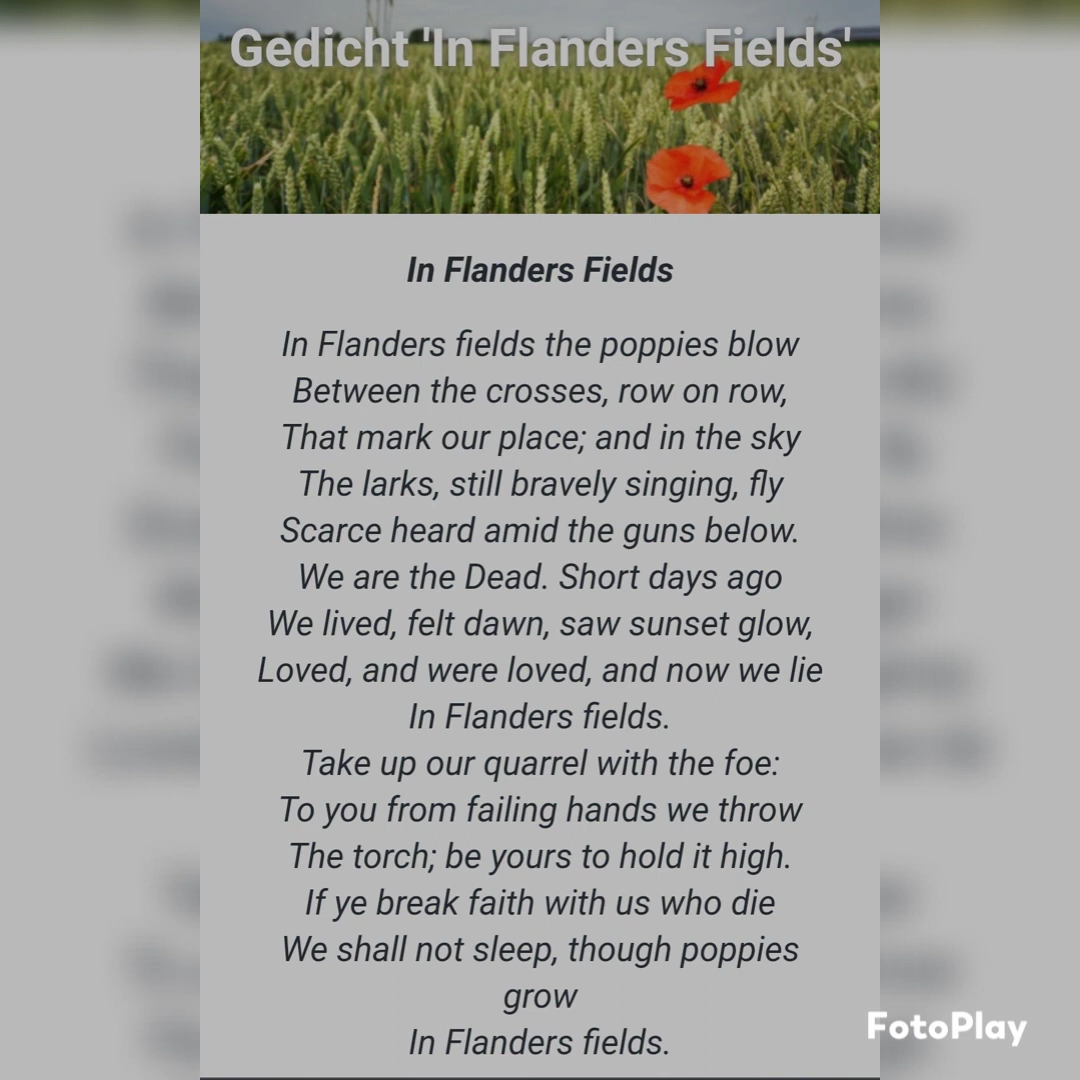 Gedicht 'In Flanders Fields'
In Flanders Fields
In Flanders fields the poppies blow
Between the crosses, row on row,
That mark our place; and in the sky
The larks, still bravely singing, fly
Scarce heard amid the guns below.
We are the Dead. Short days ago
We lived, felt dawn, saw sunset glow,
Loved, and were loved, and now we lie
In Flanders fields.
Take up our quarrel with the foe:
To you from failing hands we throw
The torch; be yours to hold it high.
If ye break faith with us who die
We shall not sleep, though poppies
grow
In Flanders fields.
FotoPlay